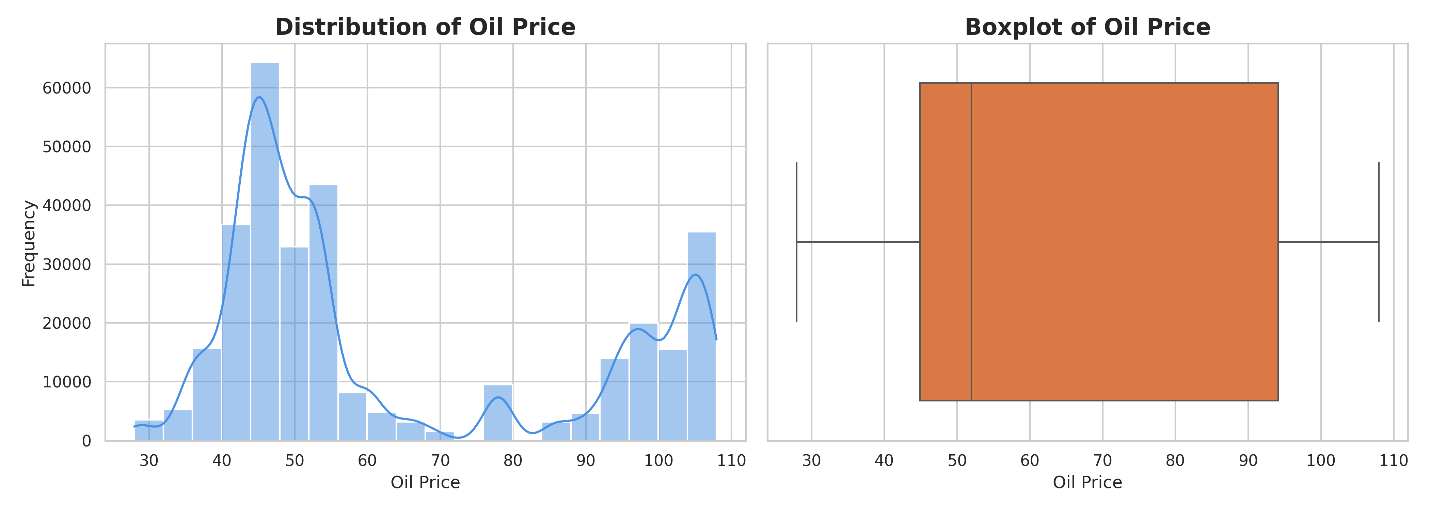 Distribution of Oil Price
Frequency
60000
50000
40000
30000
20000
10000
0
30 40 50 60 70 80 90 100 110
Oil Price
Boxplot of Oil Price
30 40 50 60 70 80 90 100 110
Oil Price